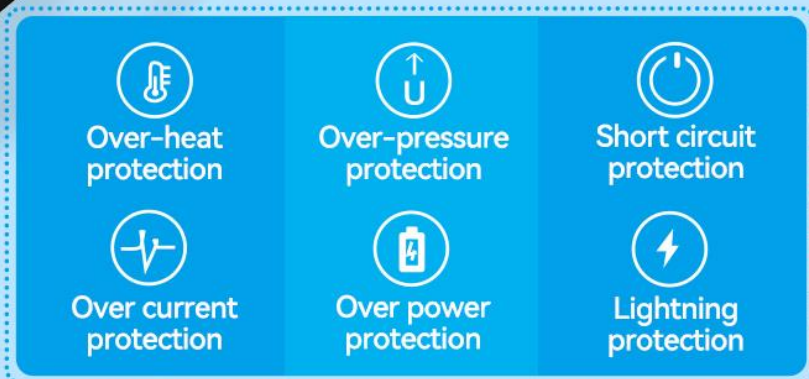 Over-heat
protection
U
Over-pressure
protection
Short circuit
protection
Over current
protection
Over power
protection
Lightning
protection